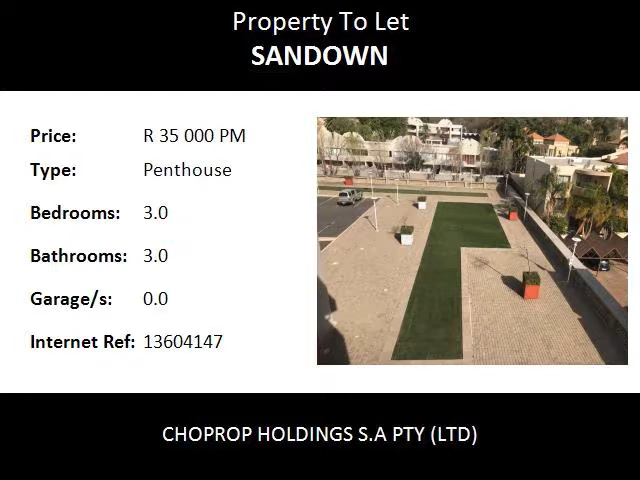 Property To Let
SANDOWN
Price: R 35 000 PM
Type: Penthouse
Bedrooms: 3.0
Bathrooms: 3.0
Garage/s: 0.0
Internet Ref: 13604147
CHOPROP HOLDINGS S.A PTY (LTD)